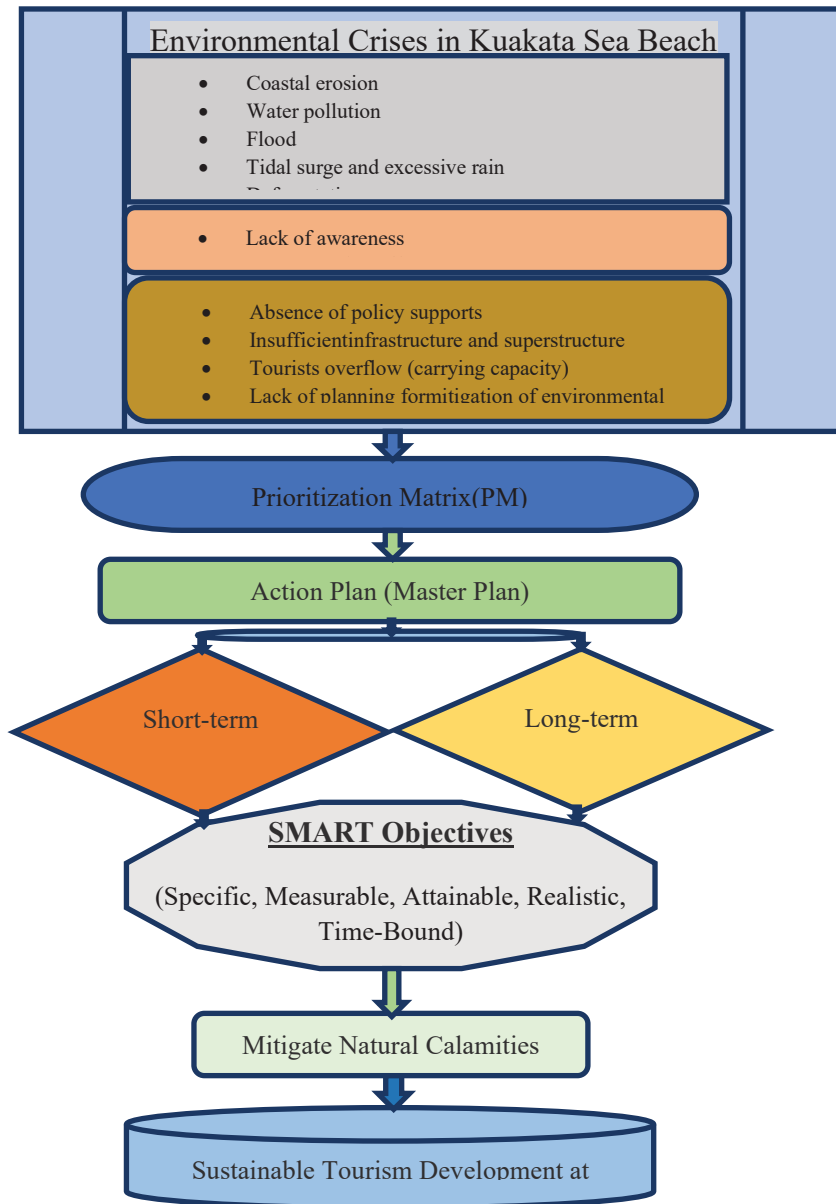 Environmental Crises in Kuakata Sea Beach
• Coastal erosion
• Water pollution
• Flood
• Tidal surge and excessive rain
• Lack of awareness
• Absence of policy supports
• Insufficientinfrastructure and superstructure
• Tourists overflow (carrying capacity)
• Lack of planning formitigation of environmental
Prioritization Matrix(PM)
Action Plan (Master Plan)
Short-term
Long-term
SMART Objectives
(Specific, Measurable, Attainable, Realistic,
Time-Bound)
Mitigate Natural Calamities
Sustainable Tourism Development at